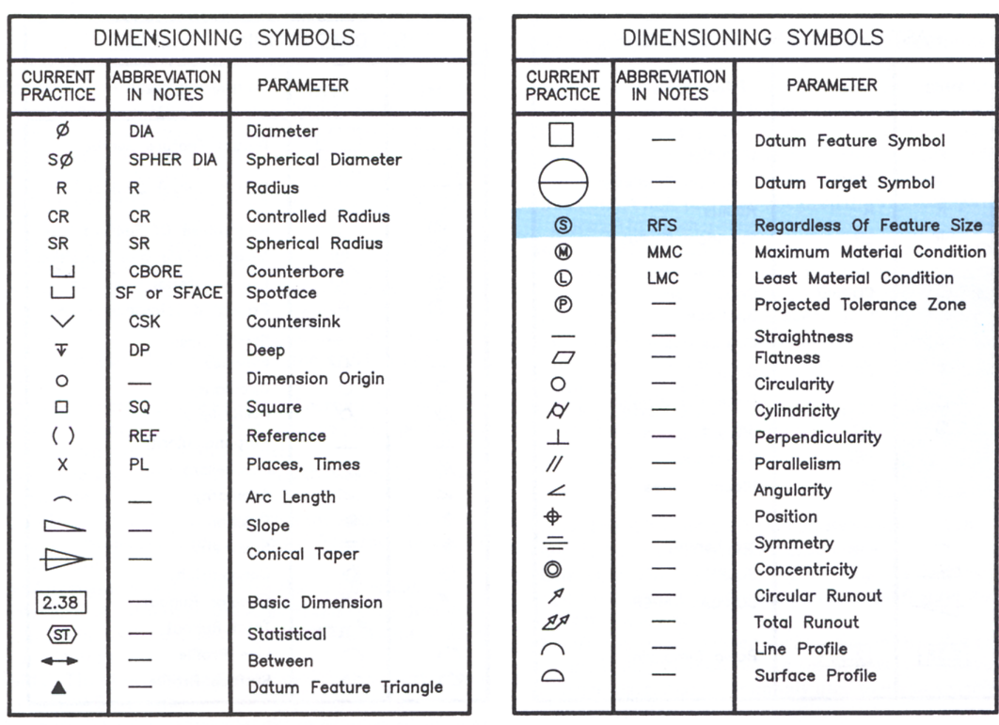 DIMENSIONING SYMBOLS
CURRENT PRACTICE ABBREVIATION IN NOTES PARAMETER
Ø DIA Diameter
SØ SPHER DIA Spherical Diameter
R R Radius
CR CR Controlled Radius
SR SR Spherical Radius
CBORE Counterbore
SF or SFACE Spotface
CSK Countersink
DP Deep
Dimension Origin
SQ Square
( ) REF Reference
X PL Places, Times
Arc Length
Slope
Conical Taper
2.38 Basic Dimension
ST Statistical
Between
Datum Feature Triangle
DIMENSIONING SYMBOLS
CURRENT PRACTICE ABBREVIATION IN NOTES PARAMETER
Datum Feature Symbol
Datum Target Symbol
Ⓢ RFS Regardless Of Feature Size
Ⓜ MMC Maximum Material Condition
Ⓛ LMC Least Material Condition
Ⓟ Projected Tolerance Zone
Straightness
Flatness
Circularity
Cylindricity
Perpendicularity
Parallelism
Angularity
Position
Symmetry
Concentricity
Circular Runout
Total Runout
Line Profile
Surface Profile